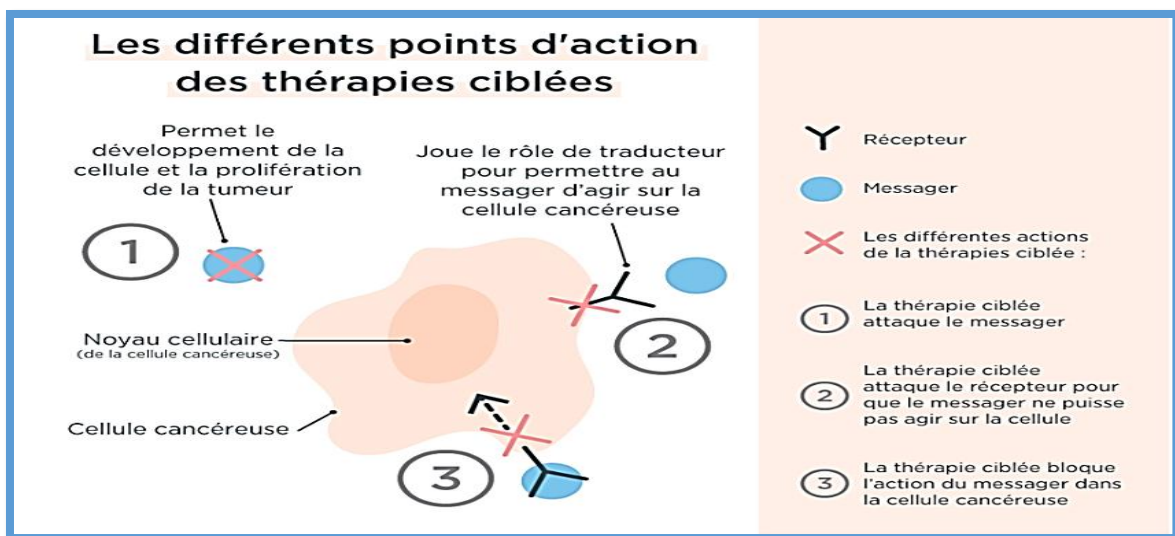 Les différents points d'action
des thérapies ciblées
Permet le
développement de la
cellule et la prolifération
de la tumeur
Joue le rôle de traducteur
pour permettre au
messager d'agir sur la
cellule cancéreuse
1
2
Noyau cellulaire
(de la cellule cancéreuse)
Cellule cancéreuse
3
Récepteur
Messager
Les différentes actions
de la thérapies ciblée :
1
La thérapie ciblée
attaque le messager
2
La thérapie ciblée
attaque le récepteur pour
que le messager ne puisse
pas agir sur la cellule
3
La thérapie ciblée bloque
l'action du messager dans
la cellule cancéreuse